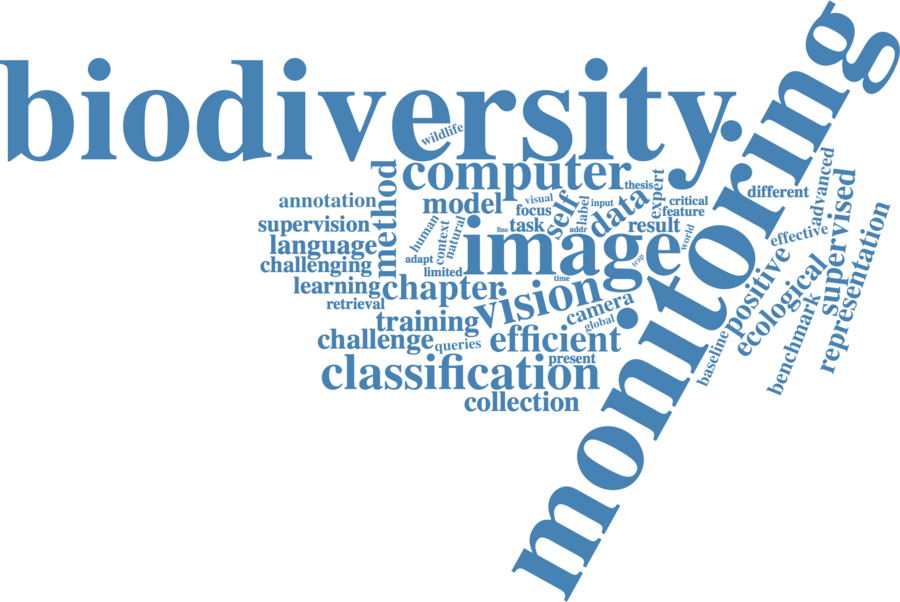 biodiversity
monitoring
wildlife
computer
method
thesis
expert
different
advanced
annotation
model
visual
focus
self
label
input
data
critical
feature
supervised
supervision
human
context
natural
fine
task
addr
result
world
effective
representation
language
image
challenging
adapt
limited
time
trap
positive
ecological
learning
chapter
vision
camera
global
retrieval
training
challenge
queries
efficient
present
baseline
benchmark
classification
collection